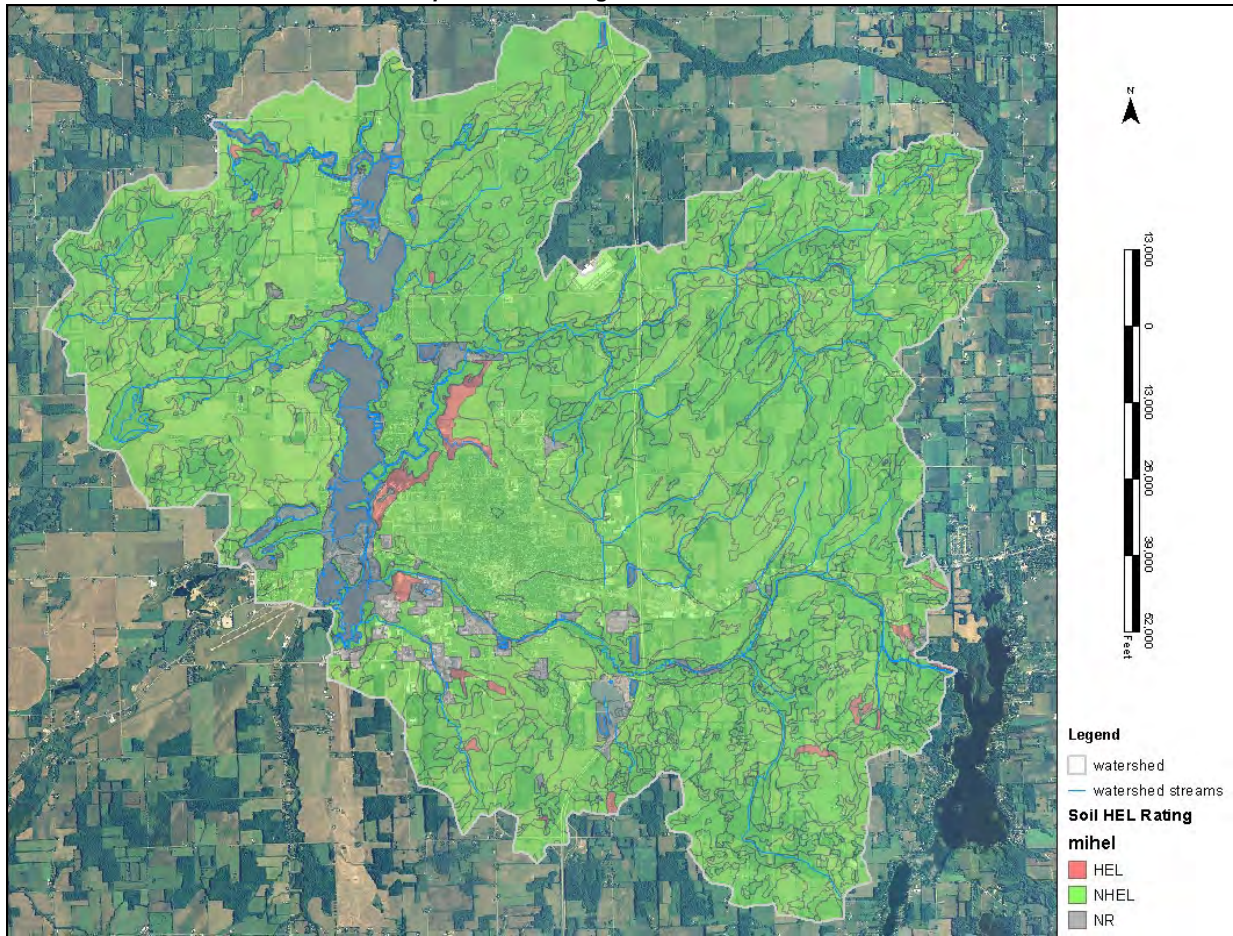 N
13,000
0
13,000
26,000
39,000
52,000
Feet
Legend
watershed
watershed streams
Soil HEL Rating
mihel
HEL
NHEL
NR